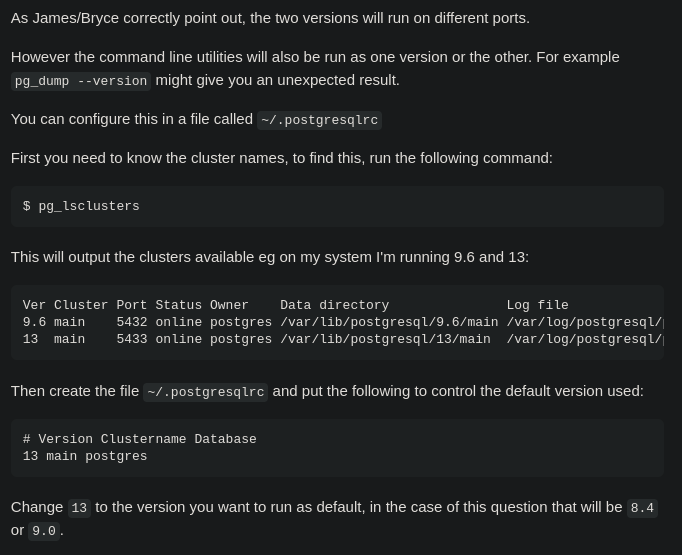 As James/Bryce correctly point out, the two versions will run on different ports.
However the command line utilities will also be run as one version or the other. For example
pg_dump --version might give you an unexpected result.
You can configure this in a file called ~/.postgresqlrc
First you need to know the cluster names, to find this, run the following command:
$ pg_lsclusters
This will output the clusters available eg on my system I'm running 9.6 and 13:
Ver Cluster Port Status Owner    Data directory               Log file
9.6 main    5432 online postgres /var/lib/postgresql/9.6/main /var/log/postgresql/
13  main    5433 online postgres /var/lib/postgresql/13/main  /var/log/postgresql/
Then create the file ~/.postgresqlrc and put the following to control the default version used:
# Version Clustername Database
13 main postgres
Change 13 to the version you want to run as default, in the case of this question that will be 8.4
or 9.0.